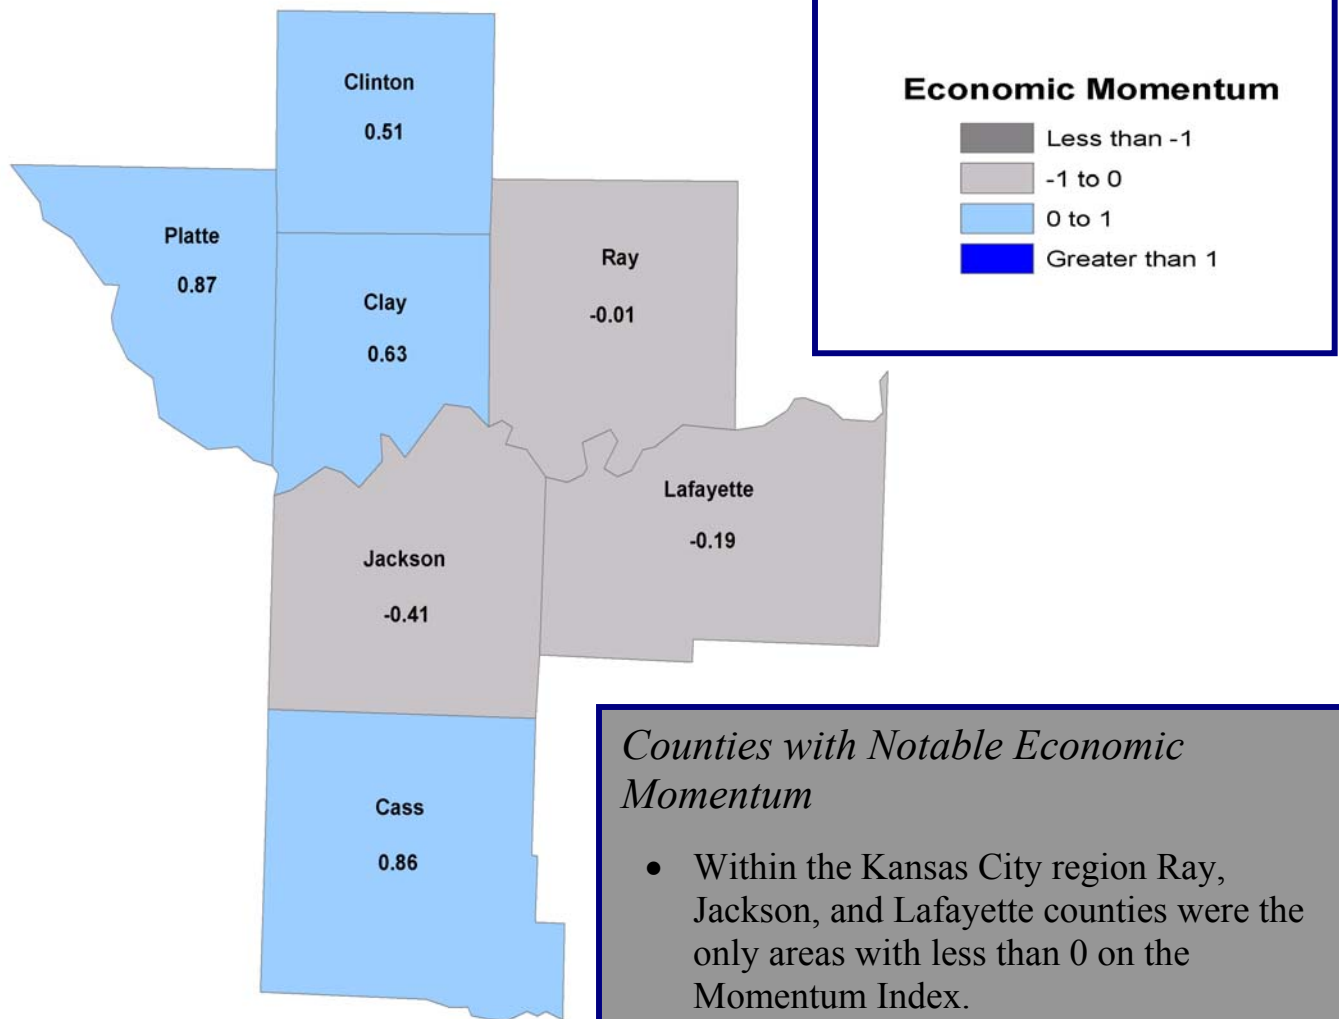 Clinton
0.51
Platte
0.87
Clay
0.63
Ray
-0.01
Lafayette
-0.19
Jackson
-0.41
Cass
0.86
Economic Momentum
Less than -1
-1 to 0
0 to 1
Greater than 1
Counties with Notable Economic
Momentum
• Within the Kansas City region Ray,
Jackson, and Lafayette counties were the
only areas with less than 0 on the
Momentum Index.